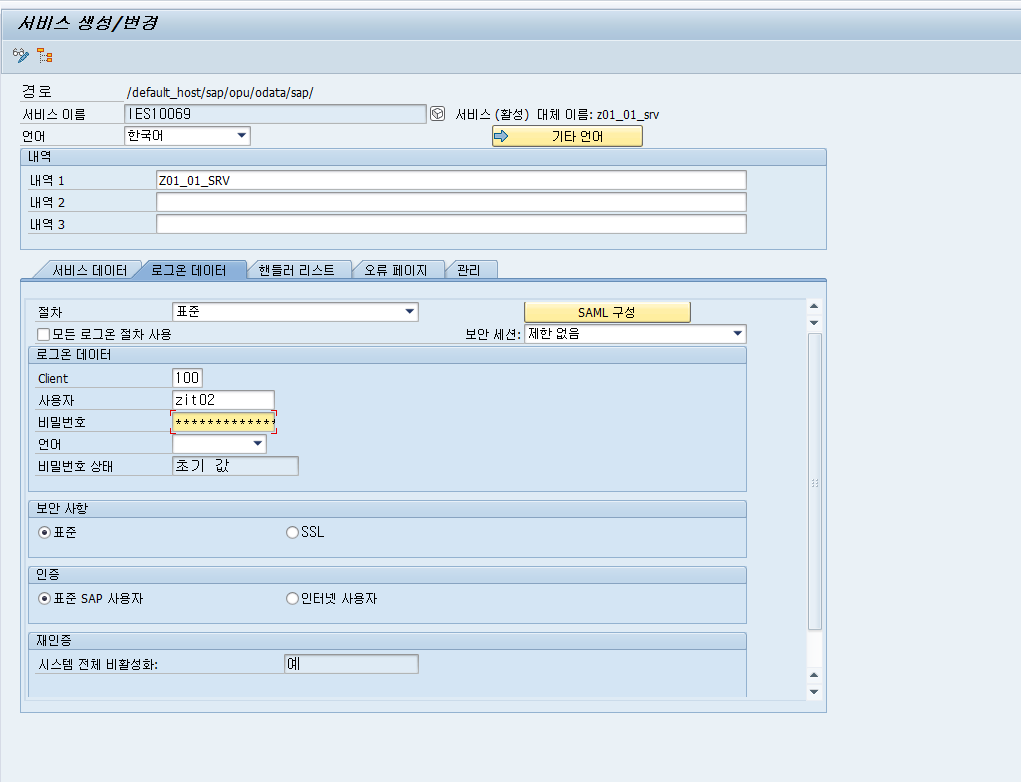 서비스 생성/변경
경로 /default_host/sap/opu/odata/sap/
서비스 이름 IES10069 서비스 (활성) 대체 이름: z01_01_srv
언어 한국어 기타 언어
내역
내역 1 Z01_01_SRV
내역 2
내역 3
서비스 데이터 로그온 데이터 핸들러 리스트 오류 페이지 관리
절차 표준 SAML 구성
모든 로그온 절차 사용 보안 세션: 제한 없음
로그온 데이터
Client 100
사용자 zit02
비밀번호 *************
언어
비밀번호 상태 초기 값
보안 사항
표준 SSL
인증
표준 SAP 사용자 인터넷 사용자
재인증
시스템 전체 비활성화: 예